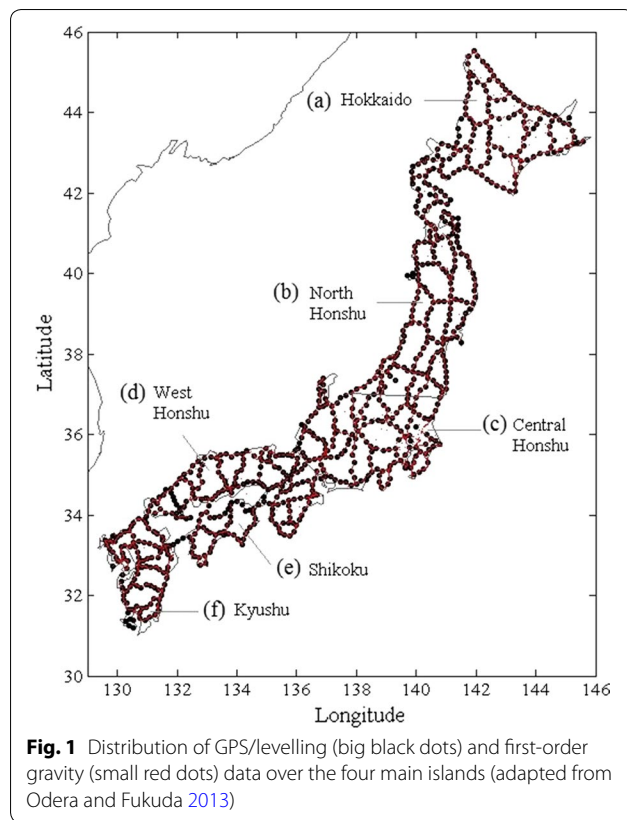 46
44
42
40
38
36
34
32
30
Latitude
(a) Hokkaido
(b) North
Honshu
(d) West
Honshu
(c) Central
Honshu
(e) Shikoku
(f) Kyushu
130 132 134 136 138 140 142 144 146
Longitude
Fig. 1 Distribution of GPS/levelling (big black dots) and first-order
gravity (small red dots) data over the four main islands (adapted from
Odera and Fukuda 2013)